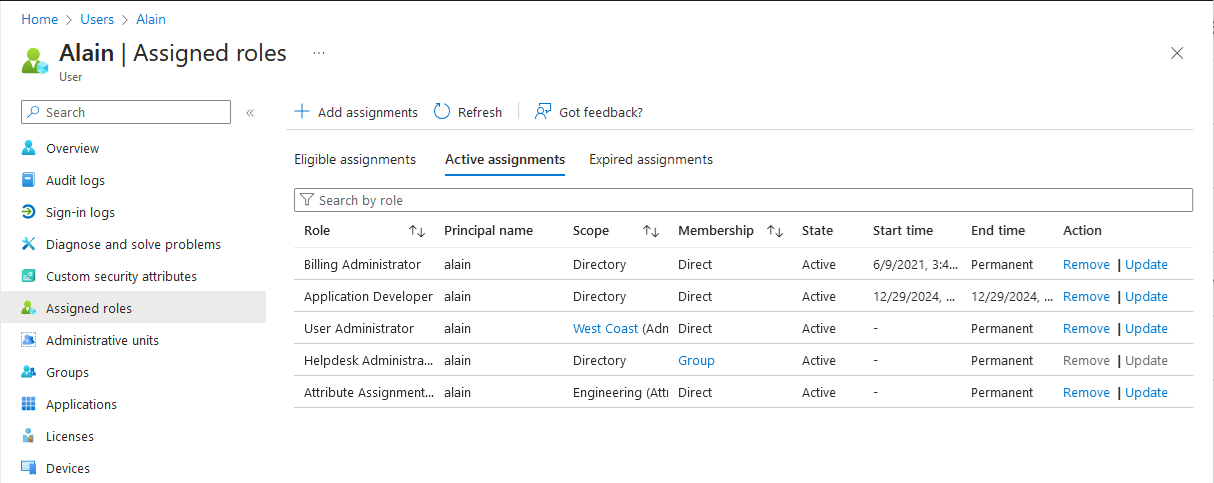 Home > Users > Alain
Alain | Assigned roles ...
User
Search «
Overview
Audit logs
Sign-in logs
Diagnose and solve problems
Custom security attributes
Assigned roles
Administrative units
Groups
Applications
Licenses
Devices
Add assignments Refresh | Got feedback?
Eligible assignments Active assignments Expired assignments
Search by role
Role Principal name Scope Membership State Start time End time Action
Billing Administrator alain Directory Direct Active 6/9/2021, 3:4... Permanent Remove | Update
Application Developer alain Directory Direct Active 12/29/2024, ... 12/29/2024, ... Remove | Update
User Administrator alain West Coast (Adn Direct Active - Permanent Remove | Update
Helpdesk Administra... alain Directory Group Active - Permanent Remove | Update
Attribute Assignment... alain Engineering (Att Direct Active - Permanent Remove | Update